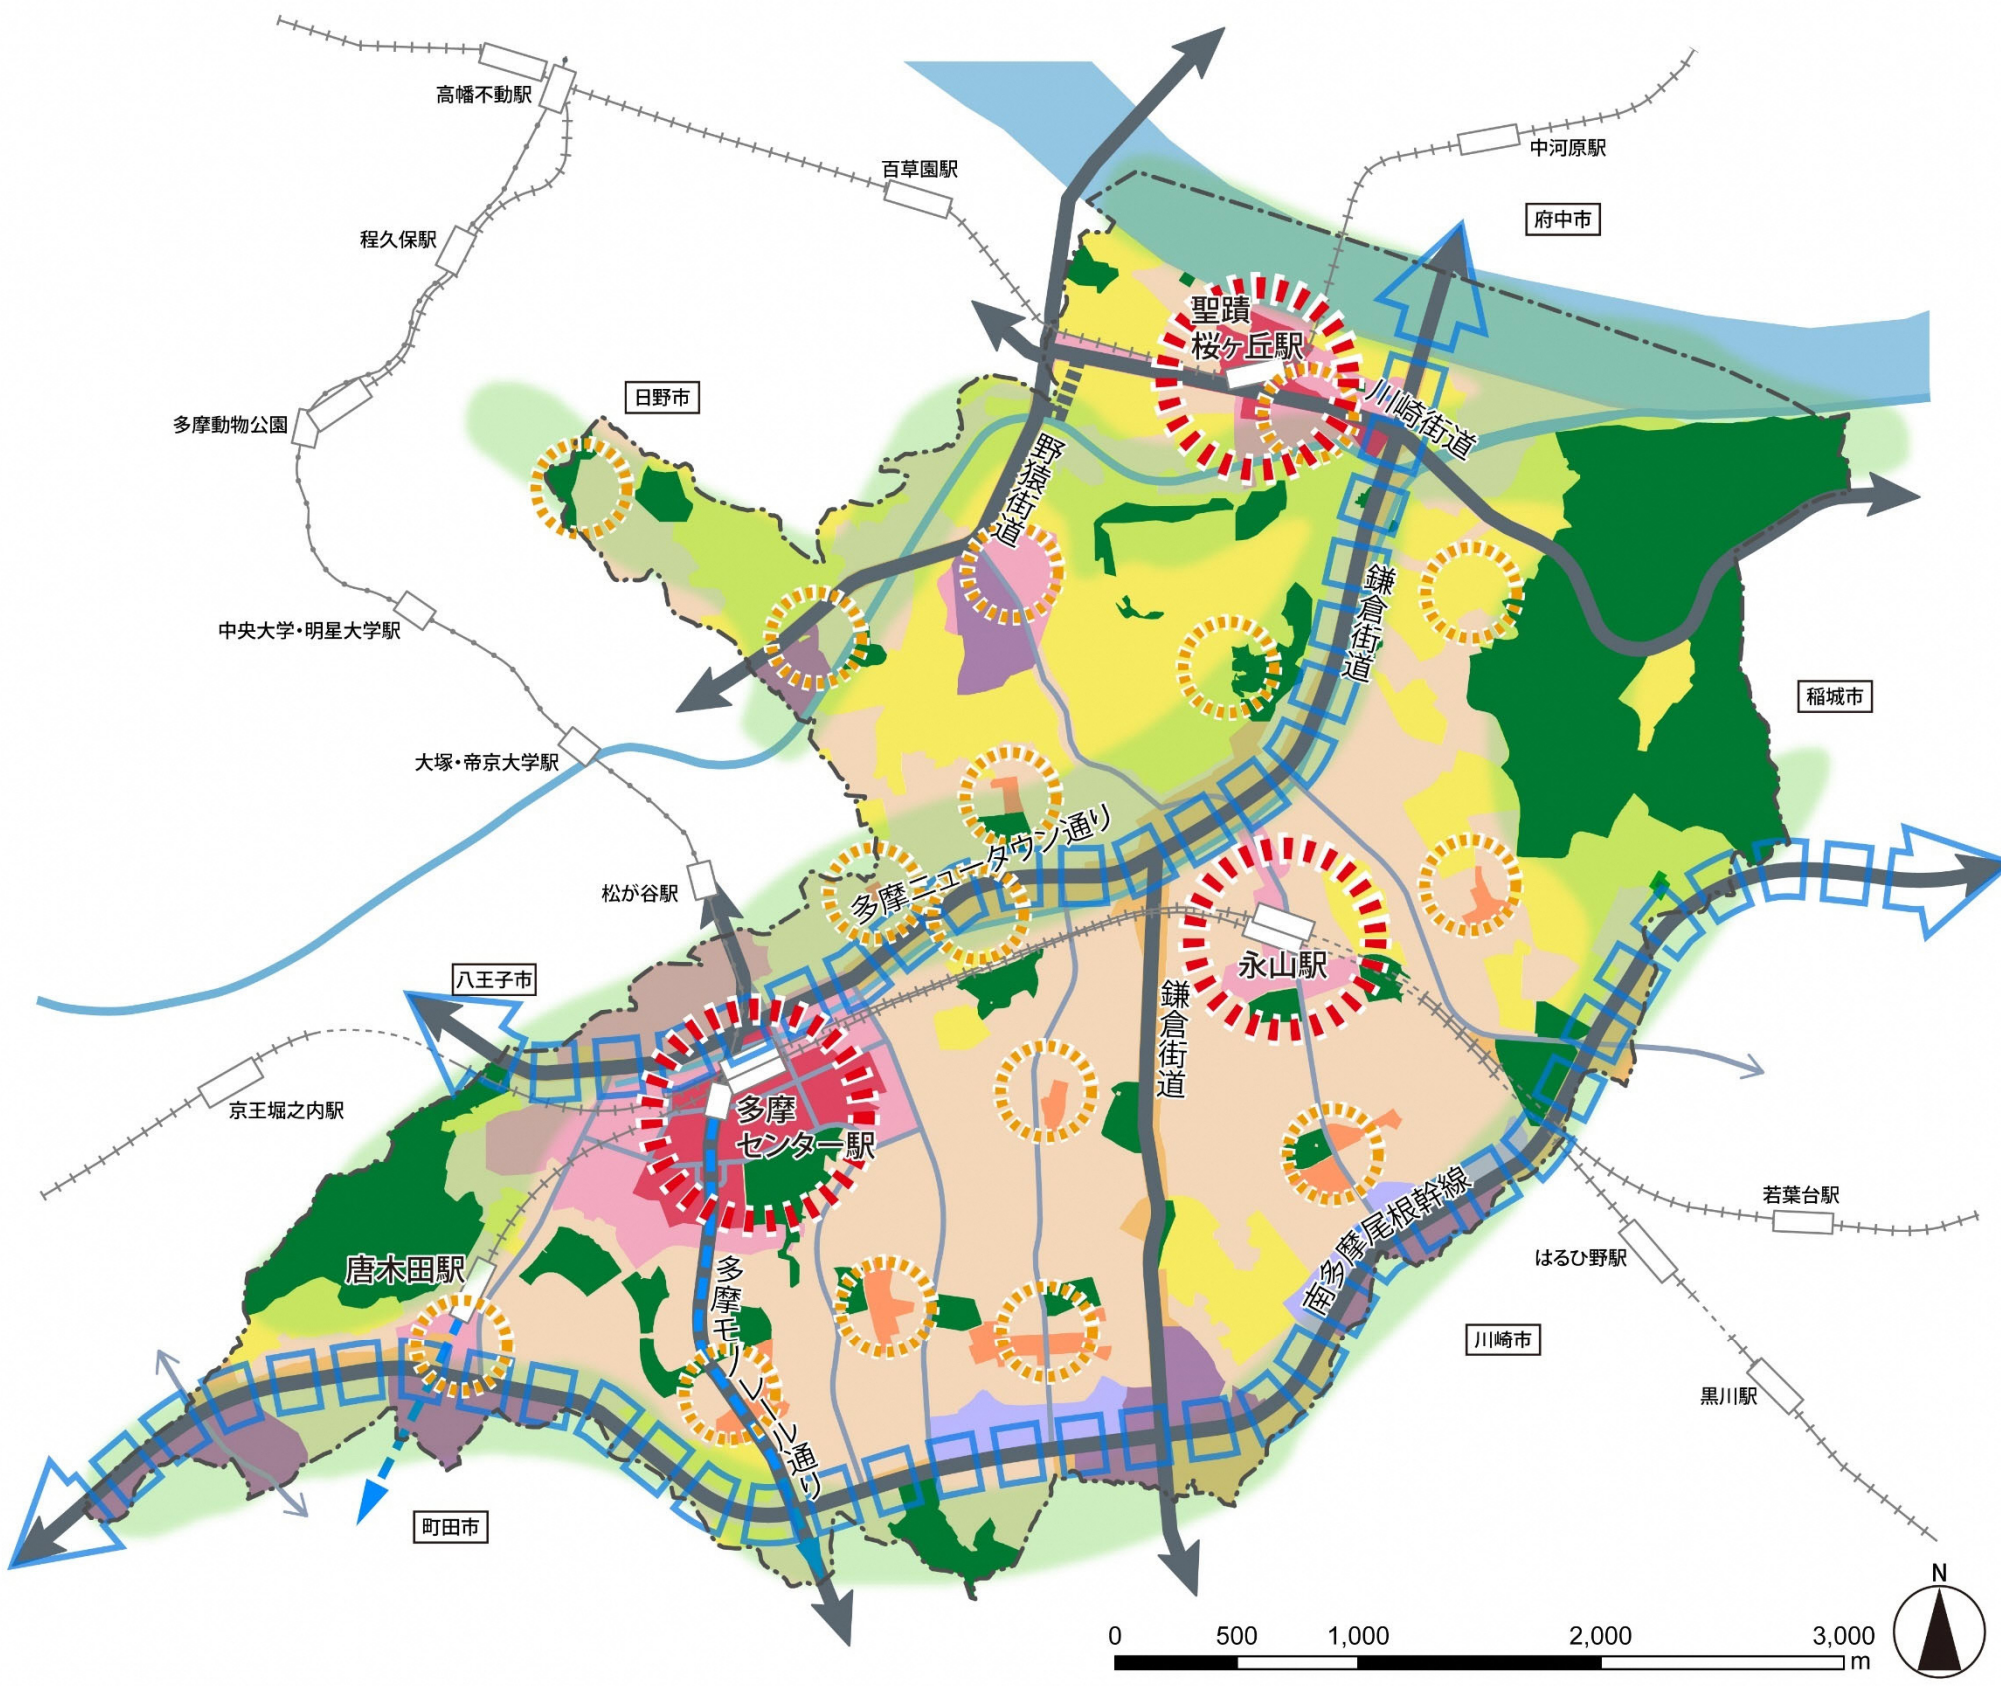 高幡不動駅
百草園駅
中河原駅
府中市
程久保駅
聖蹟
桜ヶ丘駅
日野市
川崎街道
多摩動物公園
野猿街道
鎌倉街道
中央大学・明星大学駅
稲城市
大塚・帝京大学駅
多摩ニュータウン通り
松が谷駅
永山駅
八王子市
鎌倉街道
京王堀之内駅
多摩
センター駅
若葉台駅
南多摩尾根幹線
はるひ野駅
唐木田駅
多摩モノレール通り
川崎市
黒川駅
町田市
N
0 500 1,000 2,000 3,000
m